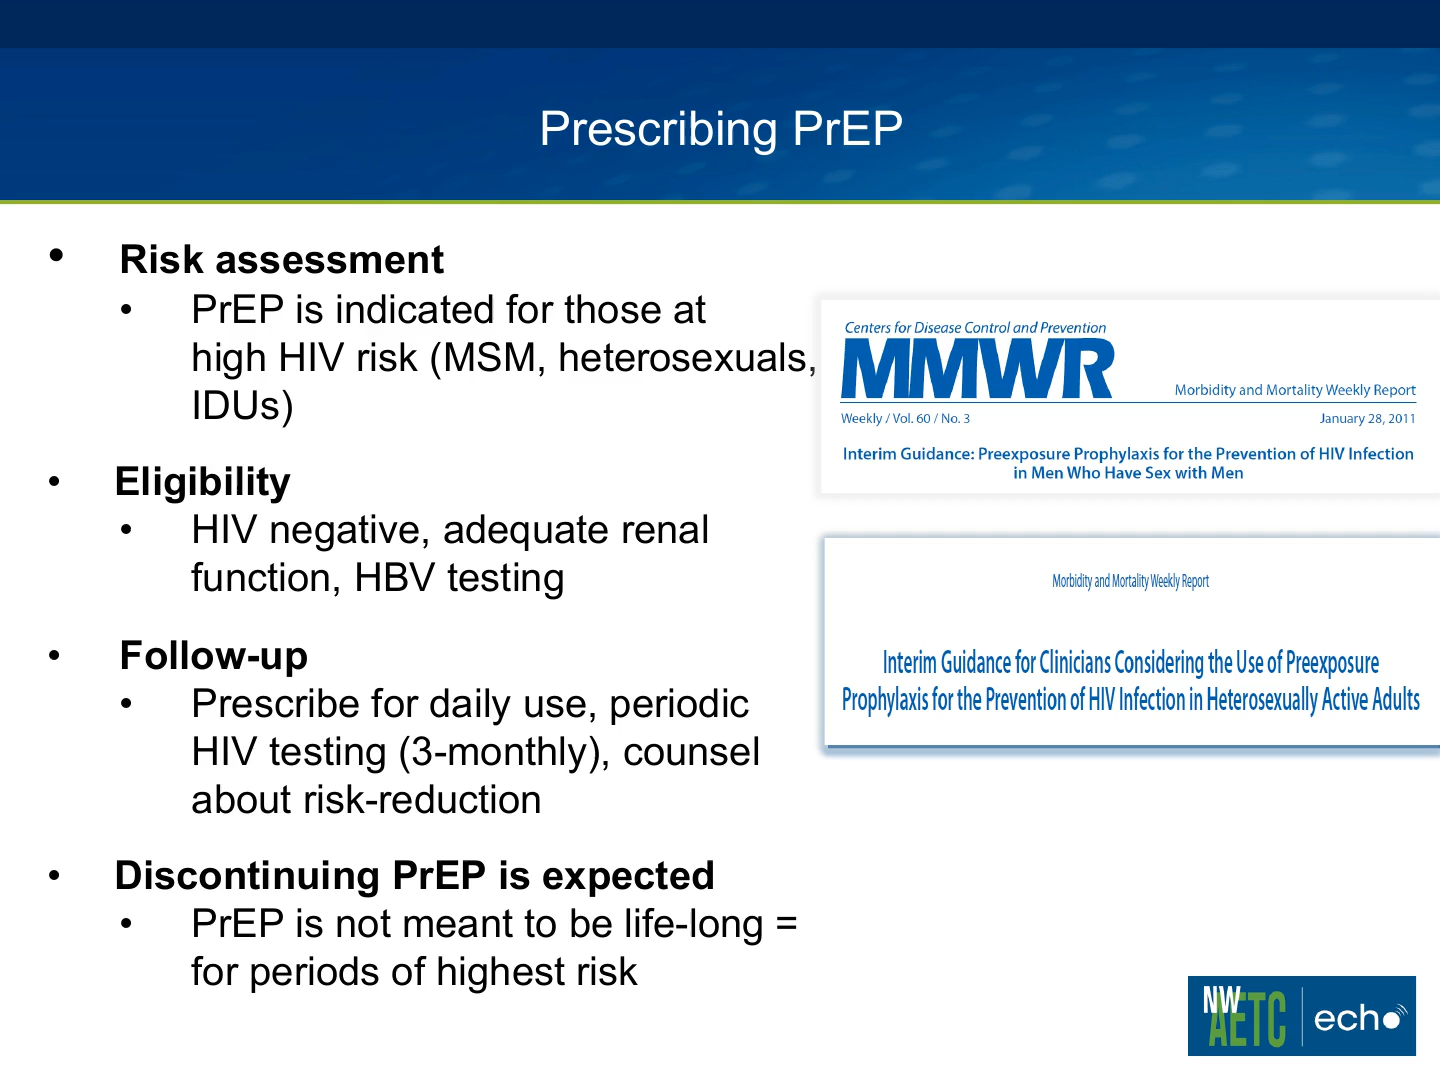 Prescribing PrEP
• Risk assessment
• PrEP is indicated for those at
high HIV risk (MSM, heterosexuals,
IDUs)
• Eligibility
• HIV negative, adequate renal
function, HBV testing
• Follow-up
• Prescribe for daily use, periodic
HIV testing (3-monthly), counsel
about risk-reduction
• Discontinuing PrEP is expected
• PrEP is not meant to be life-long =
for periods of highest risk
Centers for Disease Control and Prevention
MMWR
Morbidity and Mortality Weekly Report
Weekly / Vol. 60 / No. 3 January 28, 2011
Interim Guidance: Preexposure Prophylaxis for the Prevention of HIV Infection
in Men Who Have Sex with Men
Morbidity and Mortality Weekly Report
Interim Guidance for Clinicians Considering the Use of Preexposure
Prophylaxis for the Prevention of HIV Infection in Heterosexually Active Adults
NW
AETC
echo